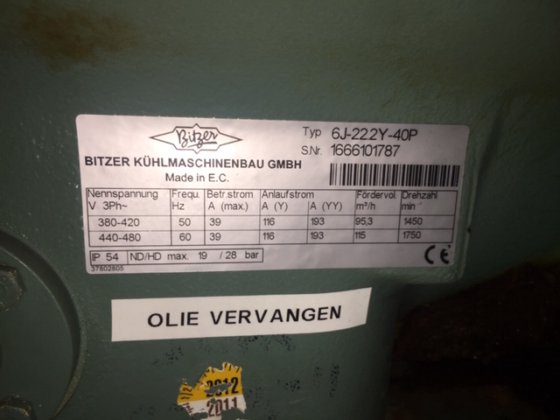 Bitzer
Typ 6J-22.2Y-40P
S.Nr. 1666101787
BITZER KÜHLMASCHINENBAU GMBH
Made in E.C.
Nennspannung Frequ. Betr.strom Anlaufstrom Fördervol. Drehzahl
V 3Ph~ Hz A (max.) A (Y) A (YY) m³/h min⁻¹
380-420 50 39 116 193 95,3 1450
440-480 60 39 116 193 115 1750
IP 54 ND/HD max. 19 / 28 bar CE
37802805
OLIE VERVANGEN
2012
2011